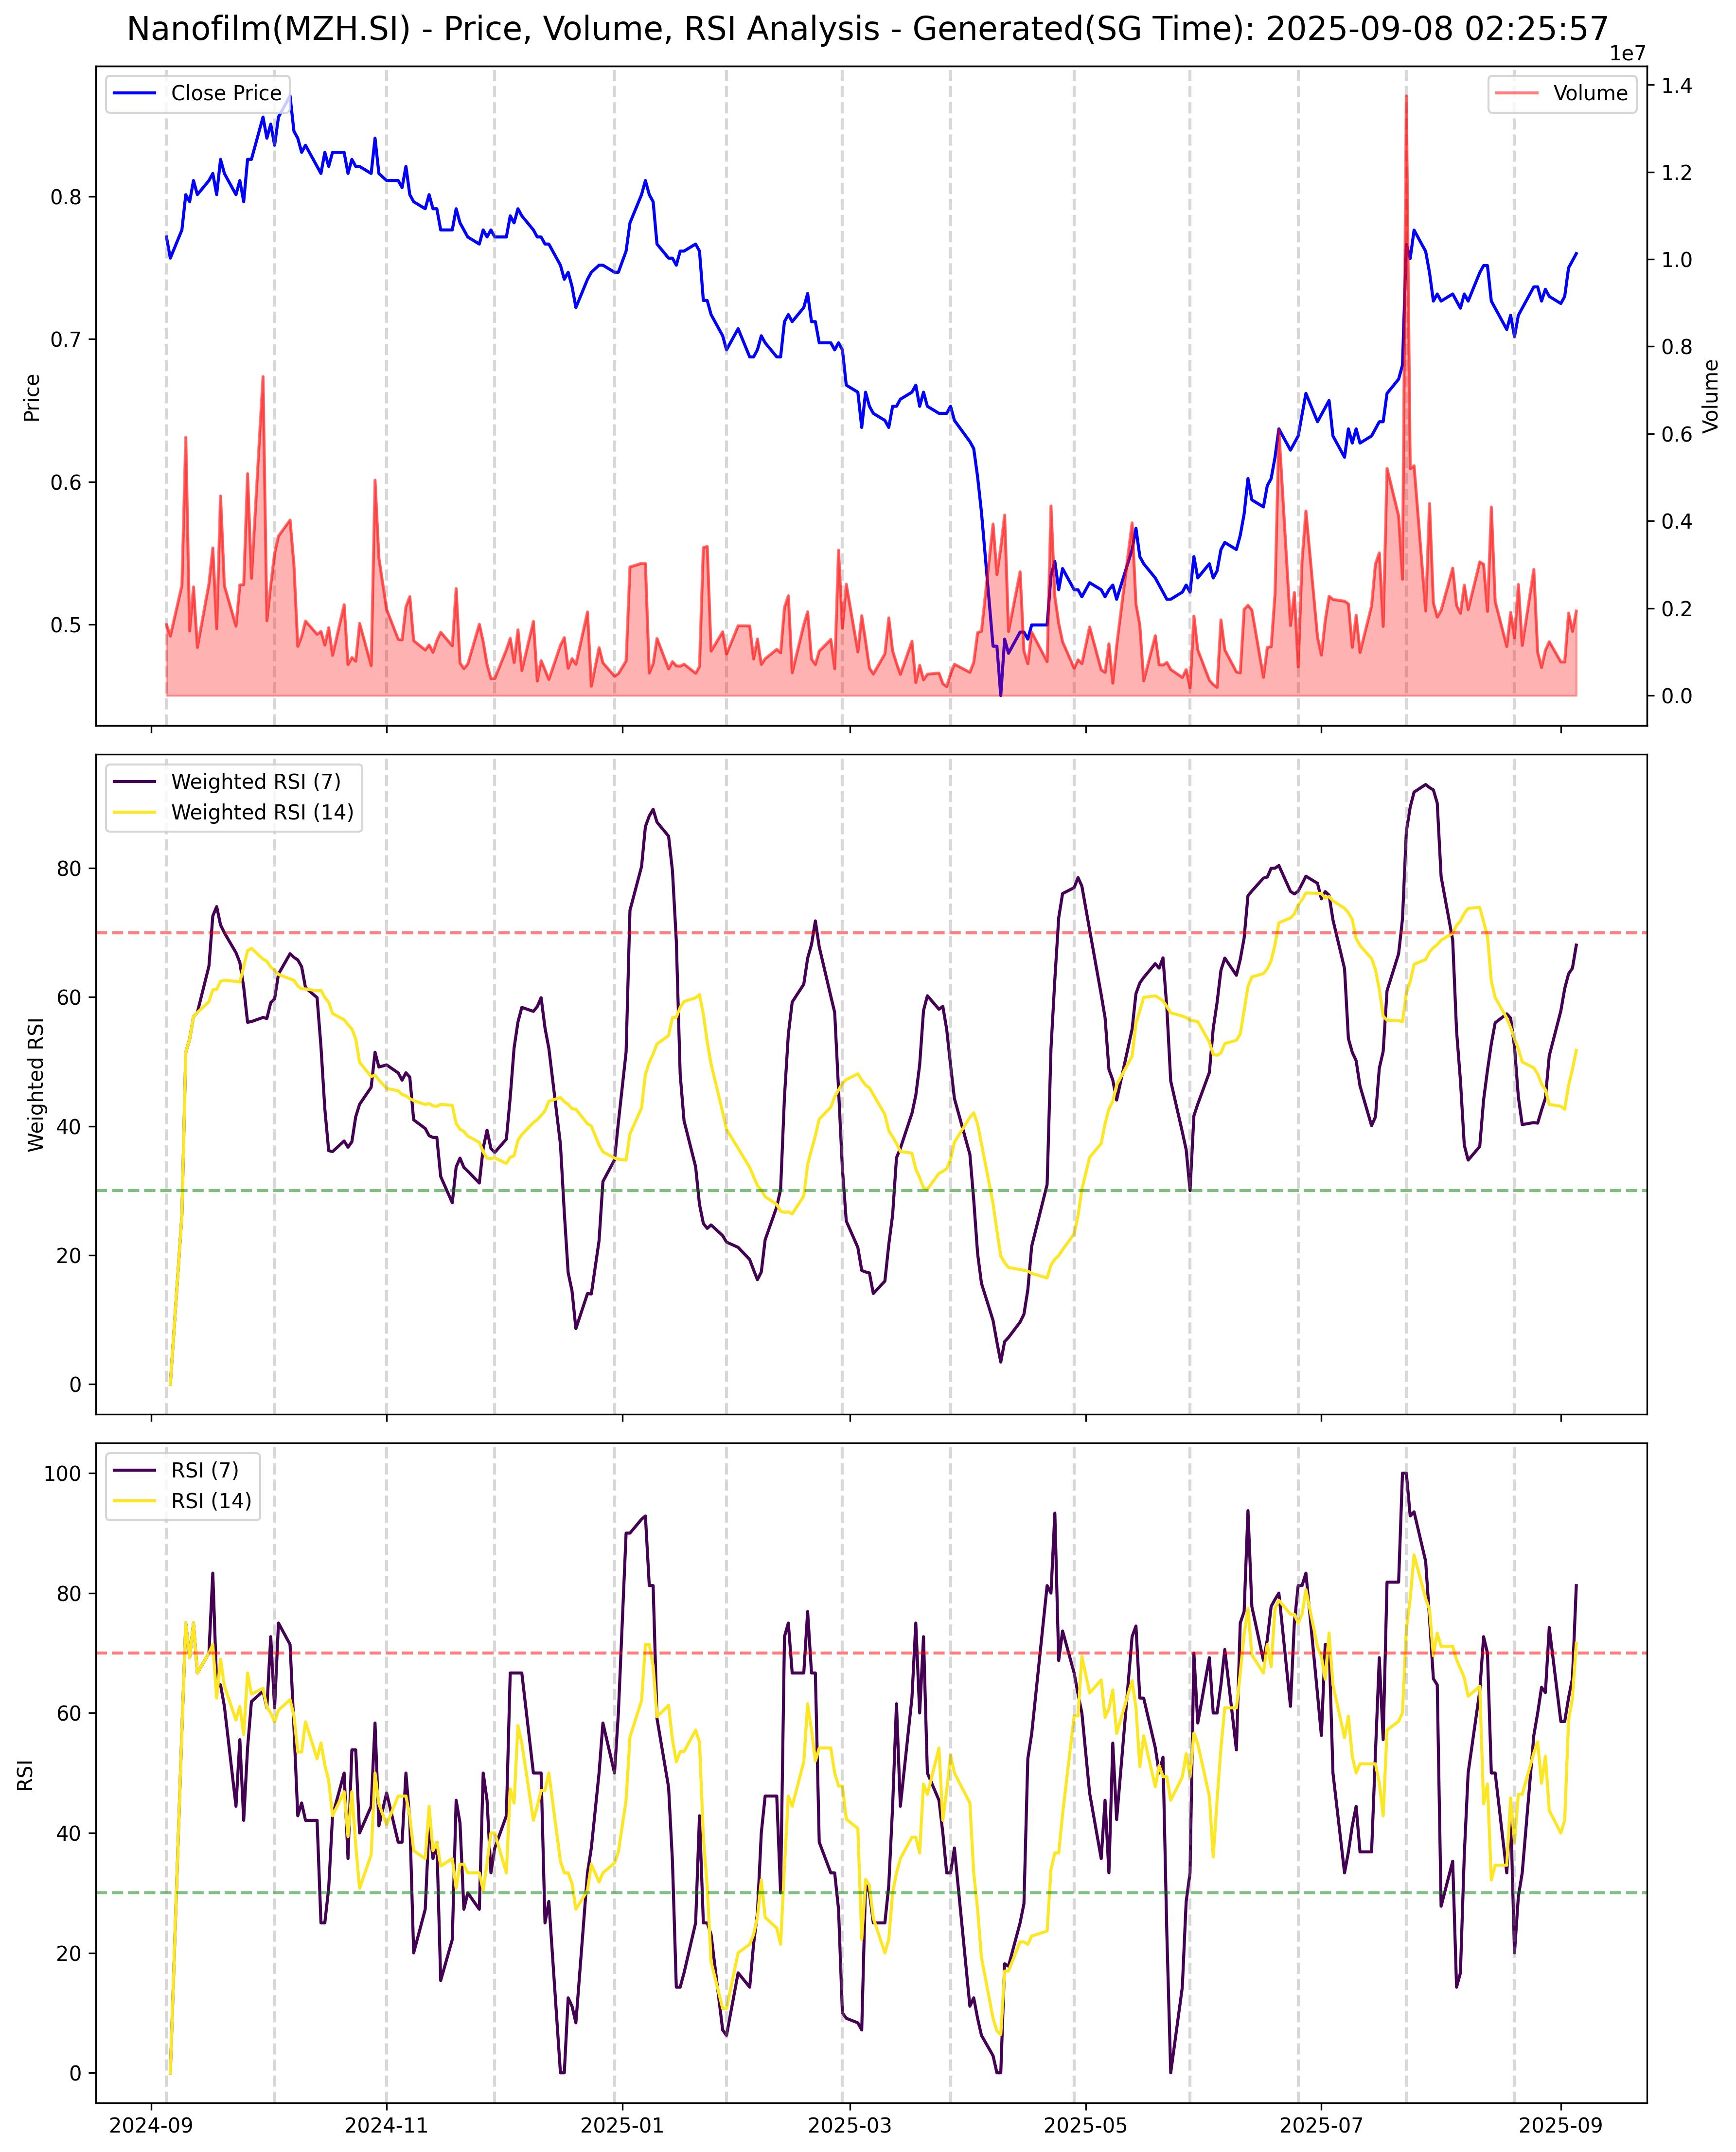 Nanofilm(MZH.SI) - Price, Volume, RSI Analysis - Generated(SG Time): 2025-09-08 02:25:57
1e7
Close Price
Volume
0.8
0.7
0.6
0.5
Price
1.4
1.2
1.0
0.8
0.6
0.4
0.2
0.0
Volume
Weighted RSI (7)
Weighted RSI (14)
80
60
40
20
0
Weighted RSI
RSI (7)
RSI (14)
100
80
60
40
20
0
RSI
2024-09
2024-11
2025-01
2025-03
2025-05
2025-07
2025-09